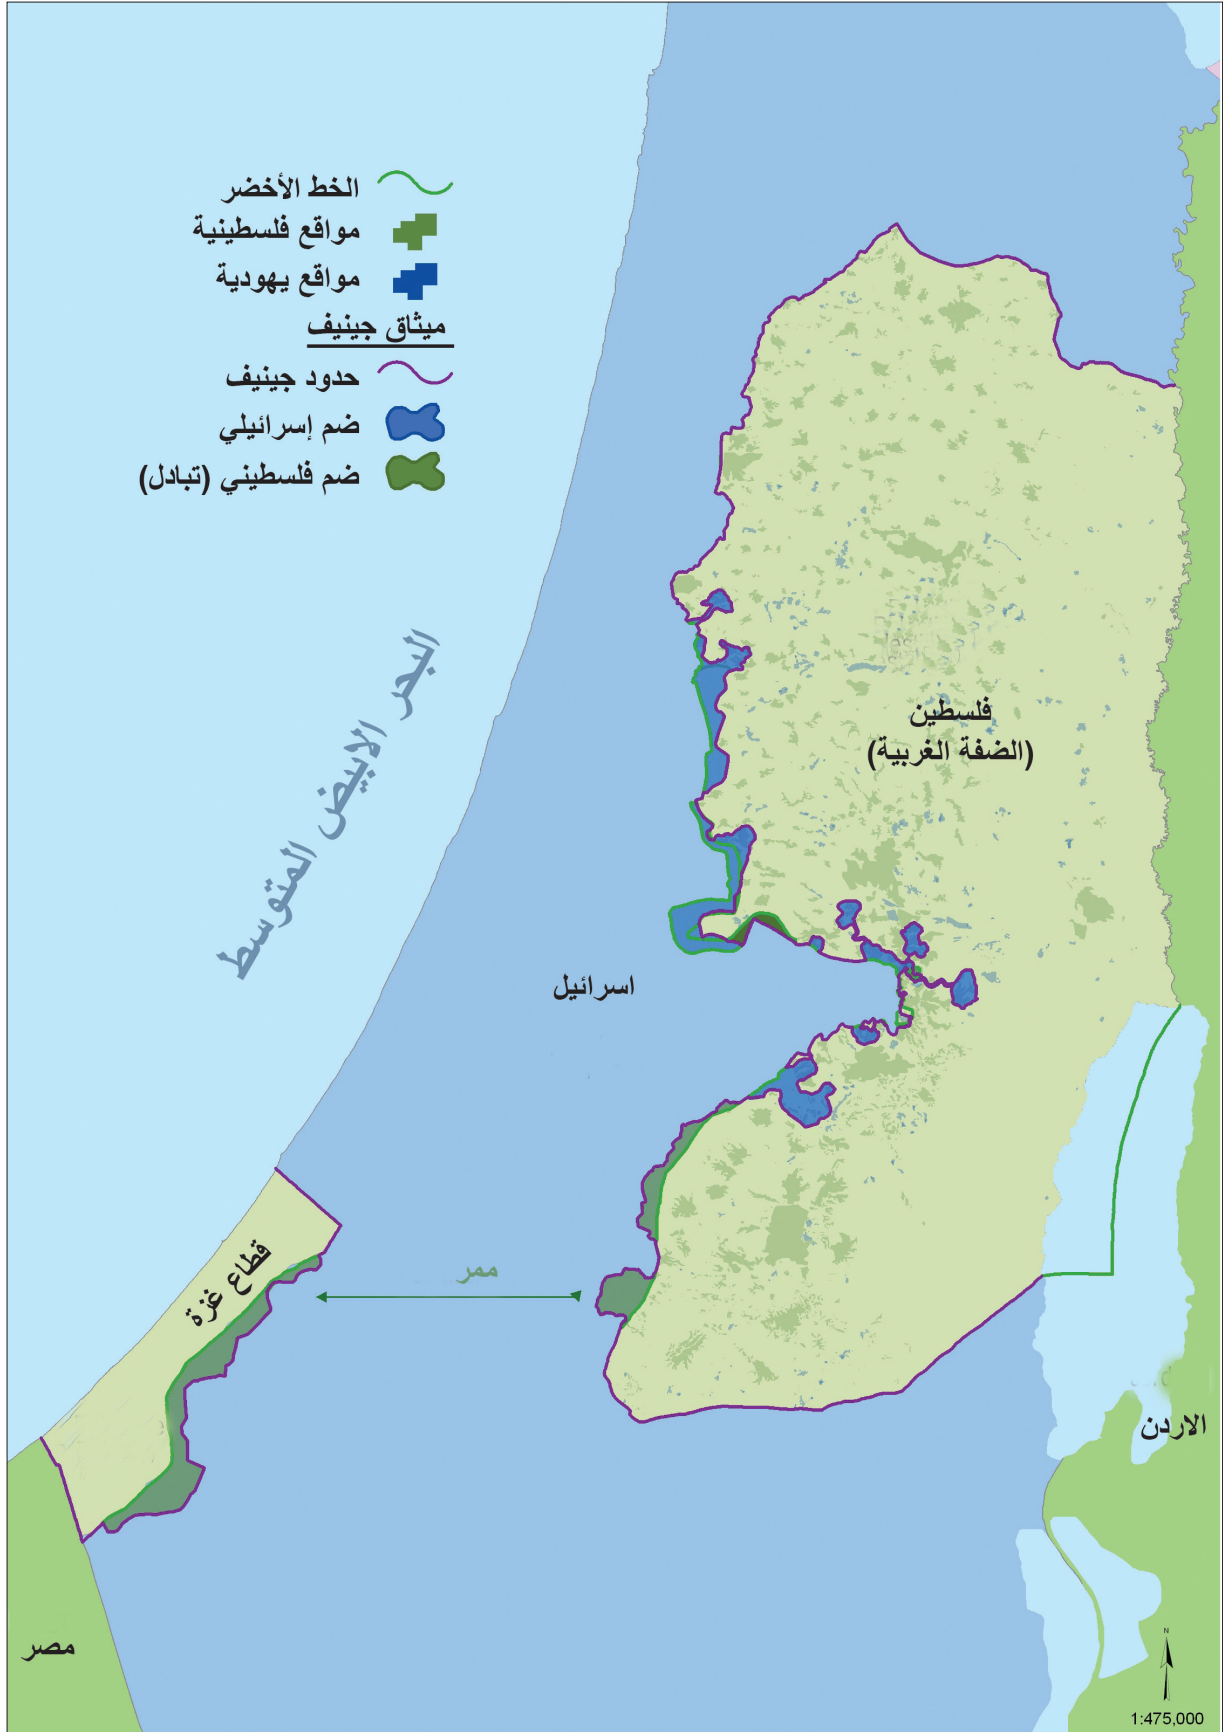 الخط الأخضر
مواقع فلسطينية
مواقع يهودية
ميثاق جينيف
حدود جينيف
ضم إسرائيلي
ضم فلسطيني (تبادل)
البحر الابيض المتوسط
فلسطين
(الضفة الغربية)
اسرائيل
قطاع غزة
ممر
الاردن
مصر
N
1:475,000